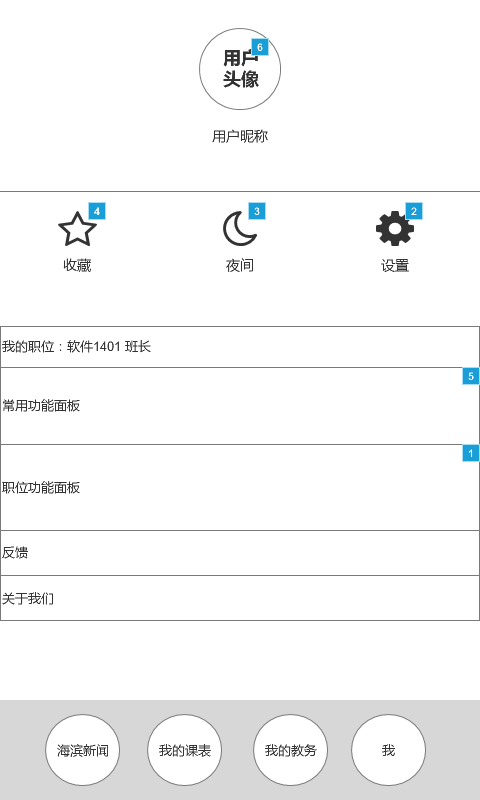 用户
6
头像
用户昵称
4
3
2
收藏
夜间
设置
我的职位：软件1401 班长
5
常用功能面板
1
职位功能面板
反馈
关于我们
海滨新闻
我的课表
我的教务
我